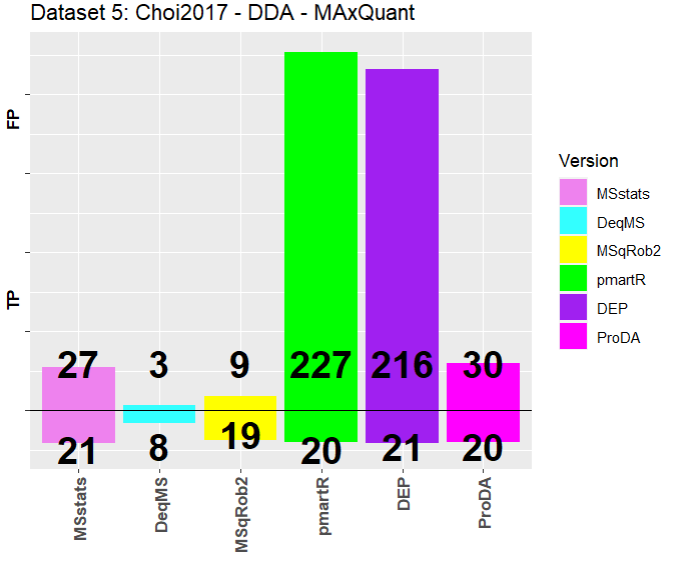 Dataset 5: Choi2017 - DDA - MAxQuant
FP
TP
27 3 9 227 216 30
21 8 19 20 21 20
MSstats
DeqMS
MSqRob2
pmartR
DEP
ProDA
Version
MSstats
DeqMS
MSqRob2
pmartR
DEP
ProDA